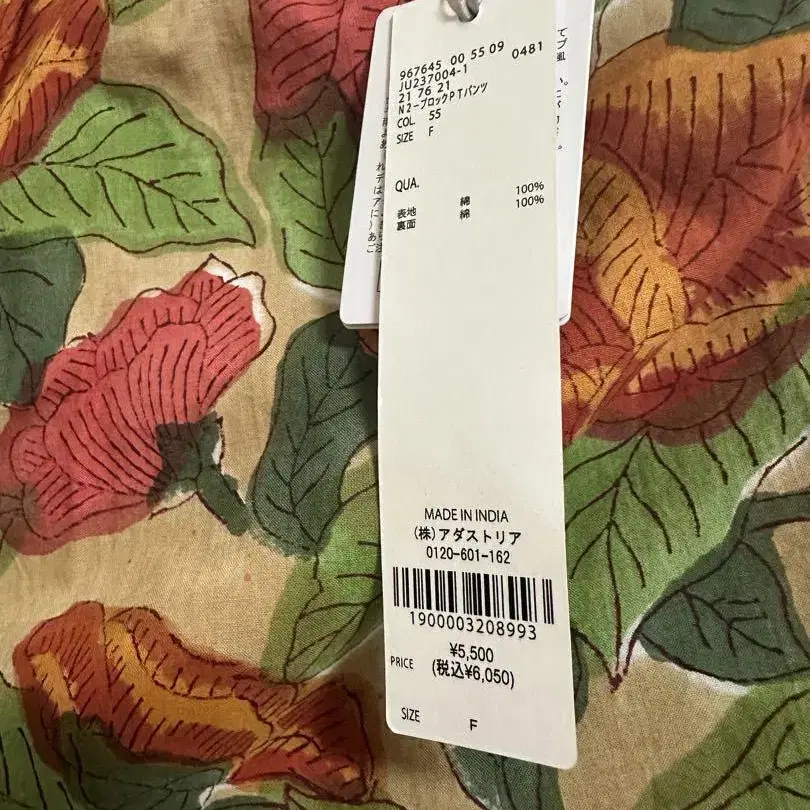 967645 00 55 09 0481
JU237004-1
21 76 21
N2-ブロックPTパンツ
COL. 55
SIZE F
QUA.
表地 綿 100%
裏面 綿 100%
MADE IN INDIA
(株)アダストリア
0120-601-162
1900003208993
¥5,500
PRICE (税込¥6,050)
SIZE F